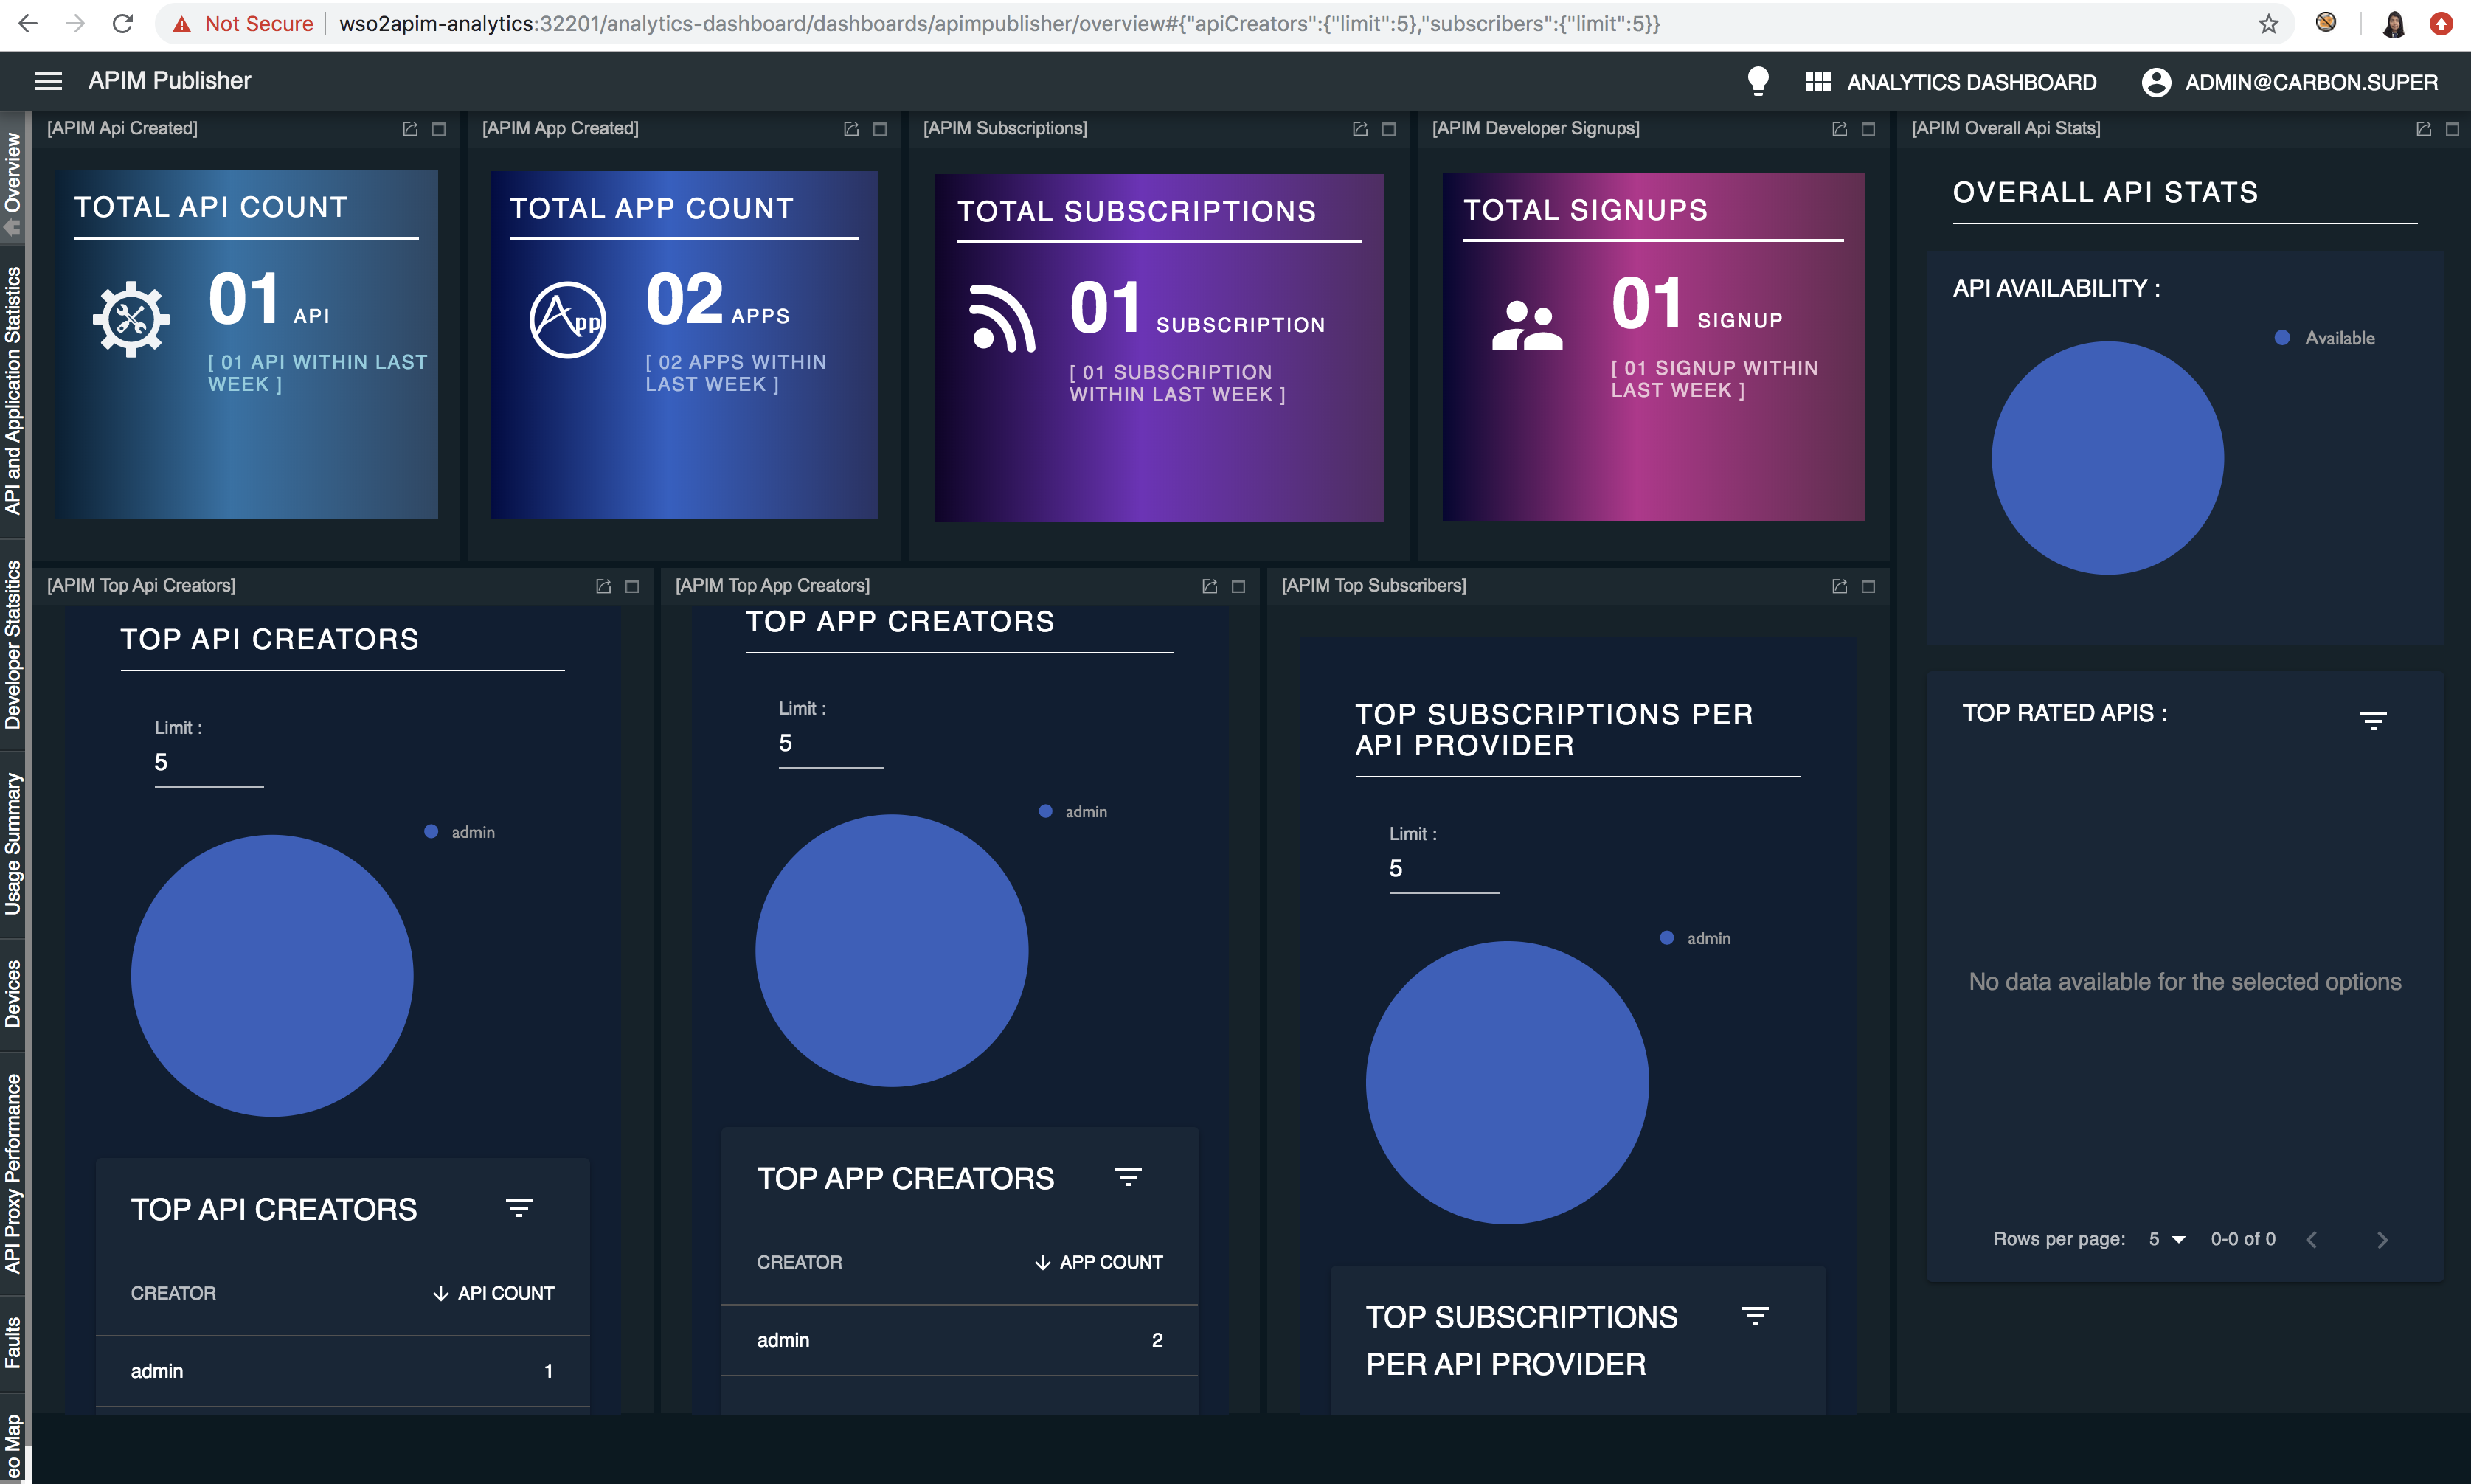 Not Secure | wso2apim-analytics:32201/analytics-dashboard/dashboards/apimpublisher/overview#{"apiCreators":{"limit":5},"subscribers":{"limit":5}}
APIM Publisher
ANALYTICS DASHBOARD
ADMIN@CARBON.SUPER
Overview
API and Application Statistics
Developer Statsitics
Usage Summary
Devices
API Proxy Performance
Faults
eo Map
[APIM Api Created]
TOTAL API COUNT
01 API
[ 01 API WITHIN LAST
WEEK ]
[APIM App Created]
TOTAL APP COUNT
App
02 APPS
[ 02 APPS WITHIN
LAST WEEK ]
[APIM Subscriptions]
TOTAL SUBSCRIPTIONS
01 SUBSCRIPTION
[ 01 SUBSCRIPTION
WITHIN LAST WEEK ]
[APIM Developer Signups]
TOTAL SIGNUPS
01 SIGNUP
[ 01 SIGNUP WITHIN
LAST WEEK ]
[APIM Overall Api Stats]
OVERALL API STATS
API AVAILABILITY :
Available
TOP RATED APIS :
No data available for the selected options
Rows per page: 5 0-0 of 0
[APIM Top Api Creators]
TOP API CREATORS
Limit :
5
admin
TOP API CREATORS
CREATOR API COUNT
admin 1
[APIM Top App Creators]
TOP APP CREATORS
Limit :
5
admin
TOP APP CREATORS
CREATOR APP COUNT
admin 2
[APIM Top Subscribers]
TOP SUBSCRIPTIONS PER
API PROVIDER
Limit :
5
admin
TOP SUBSCRIPTIONS
PER API PROVIDER